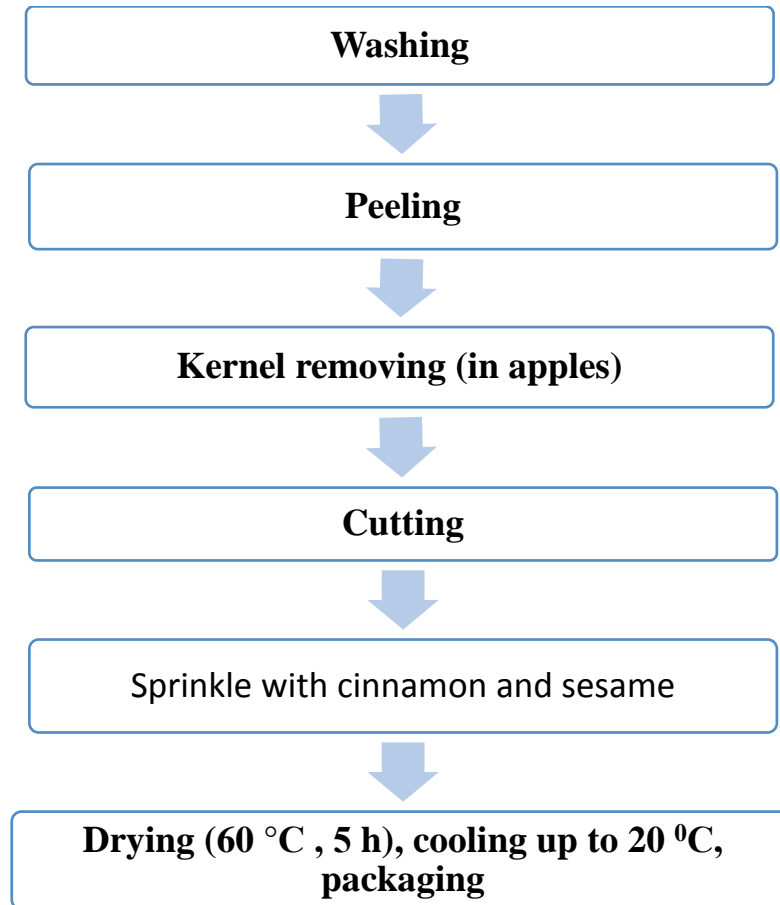 Washing
Peeling
Kernel removing (in apples)
Cutting
Sprinkle with cinnamon and sesame
Drying (60 °C , 5 h), cooling up to 20 ⁰C,
packaging